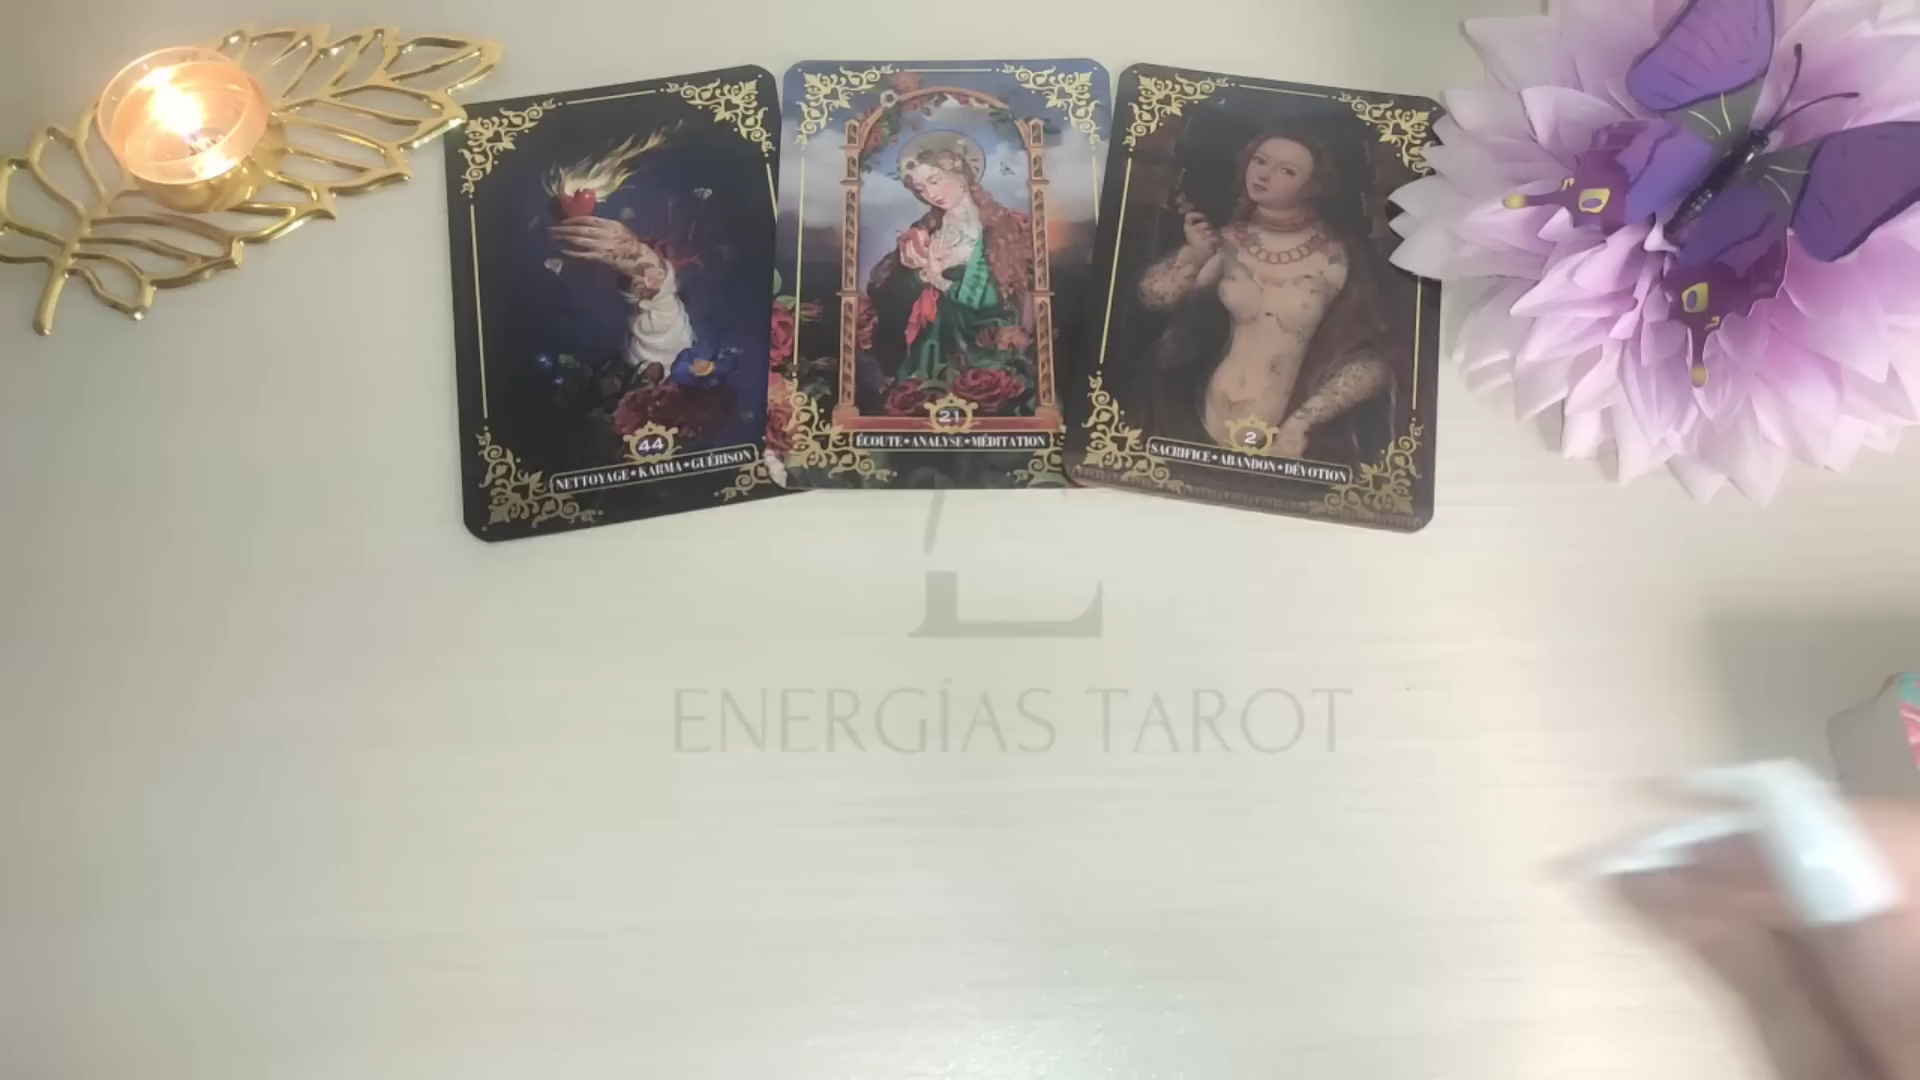 44
NETTOYAGE • KARMA • GUÉRISON
21
ÉCOUTE • ANALYSE • MÉDITATION
2
SACRIFICE • ABANDON • DÉVOTION
L
ENERGÍAS TAROT